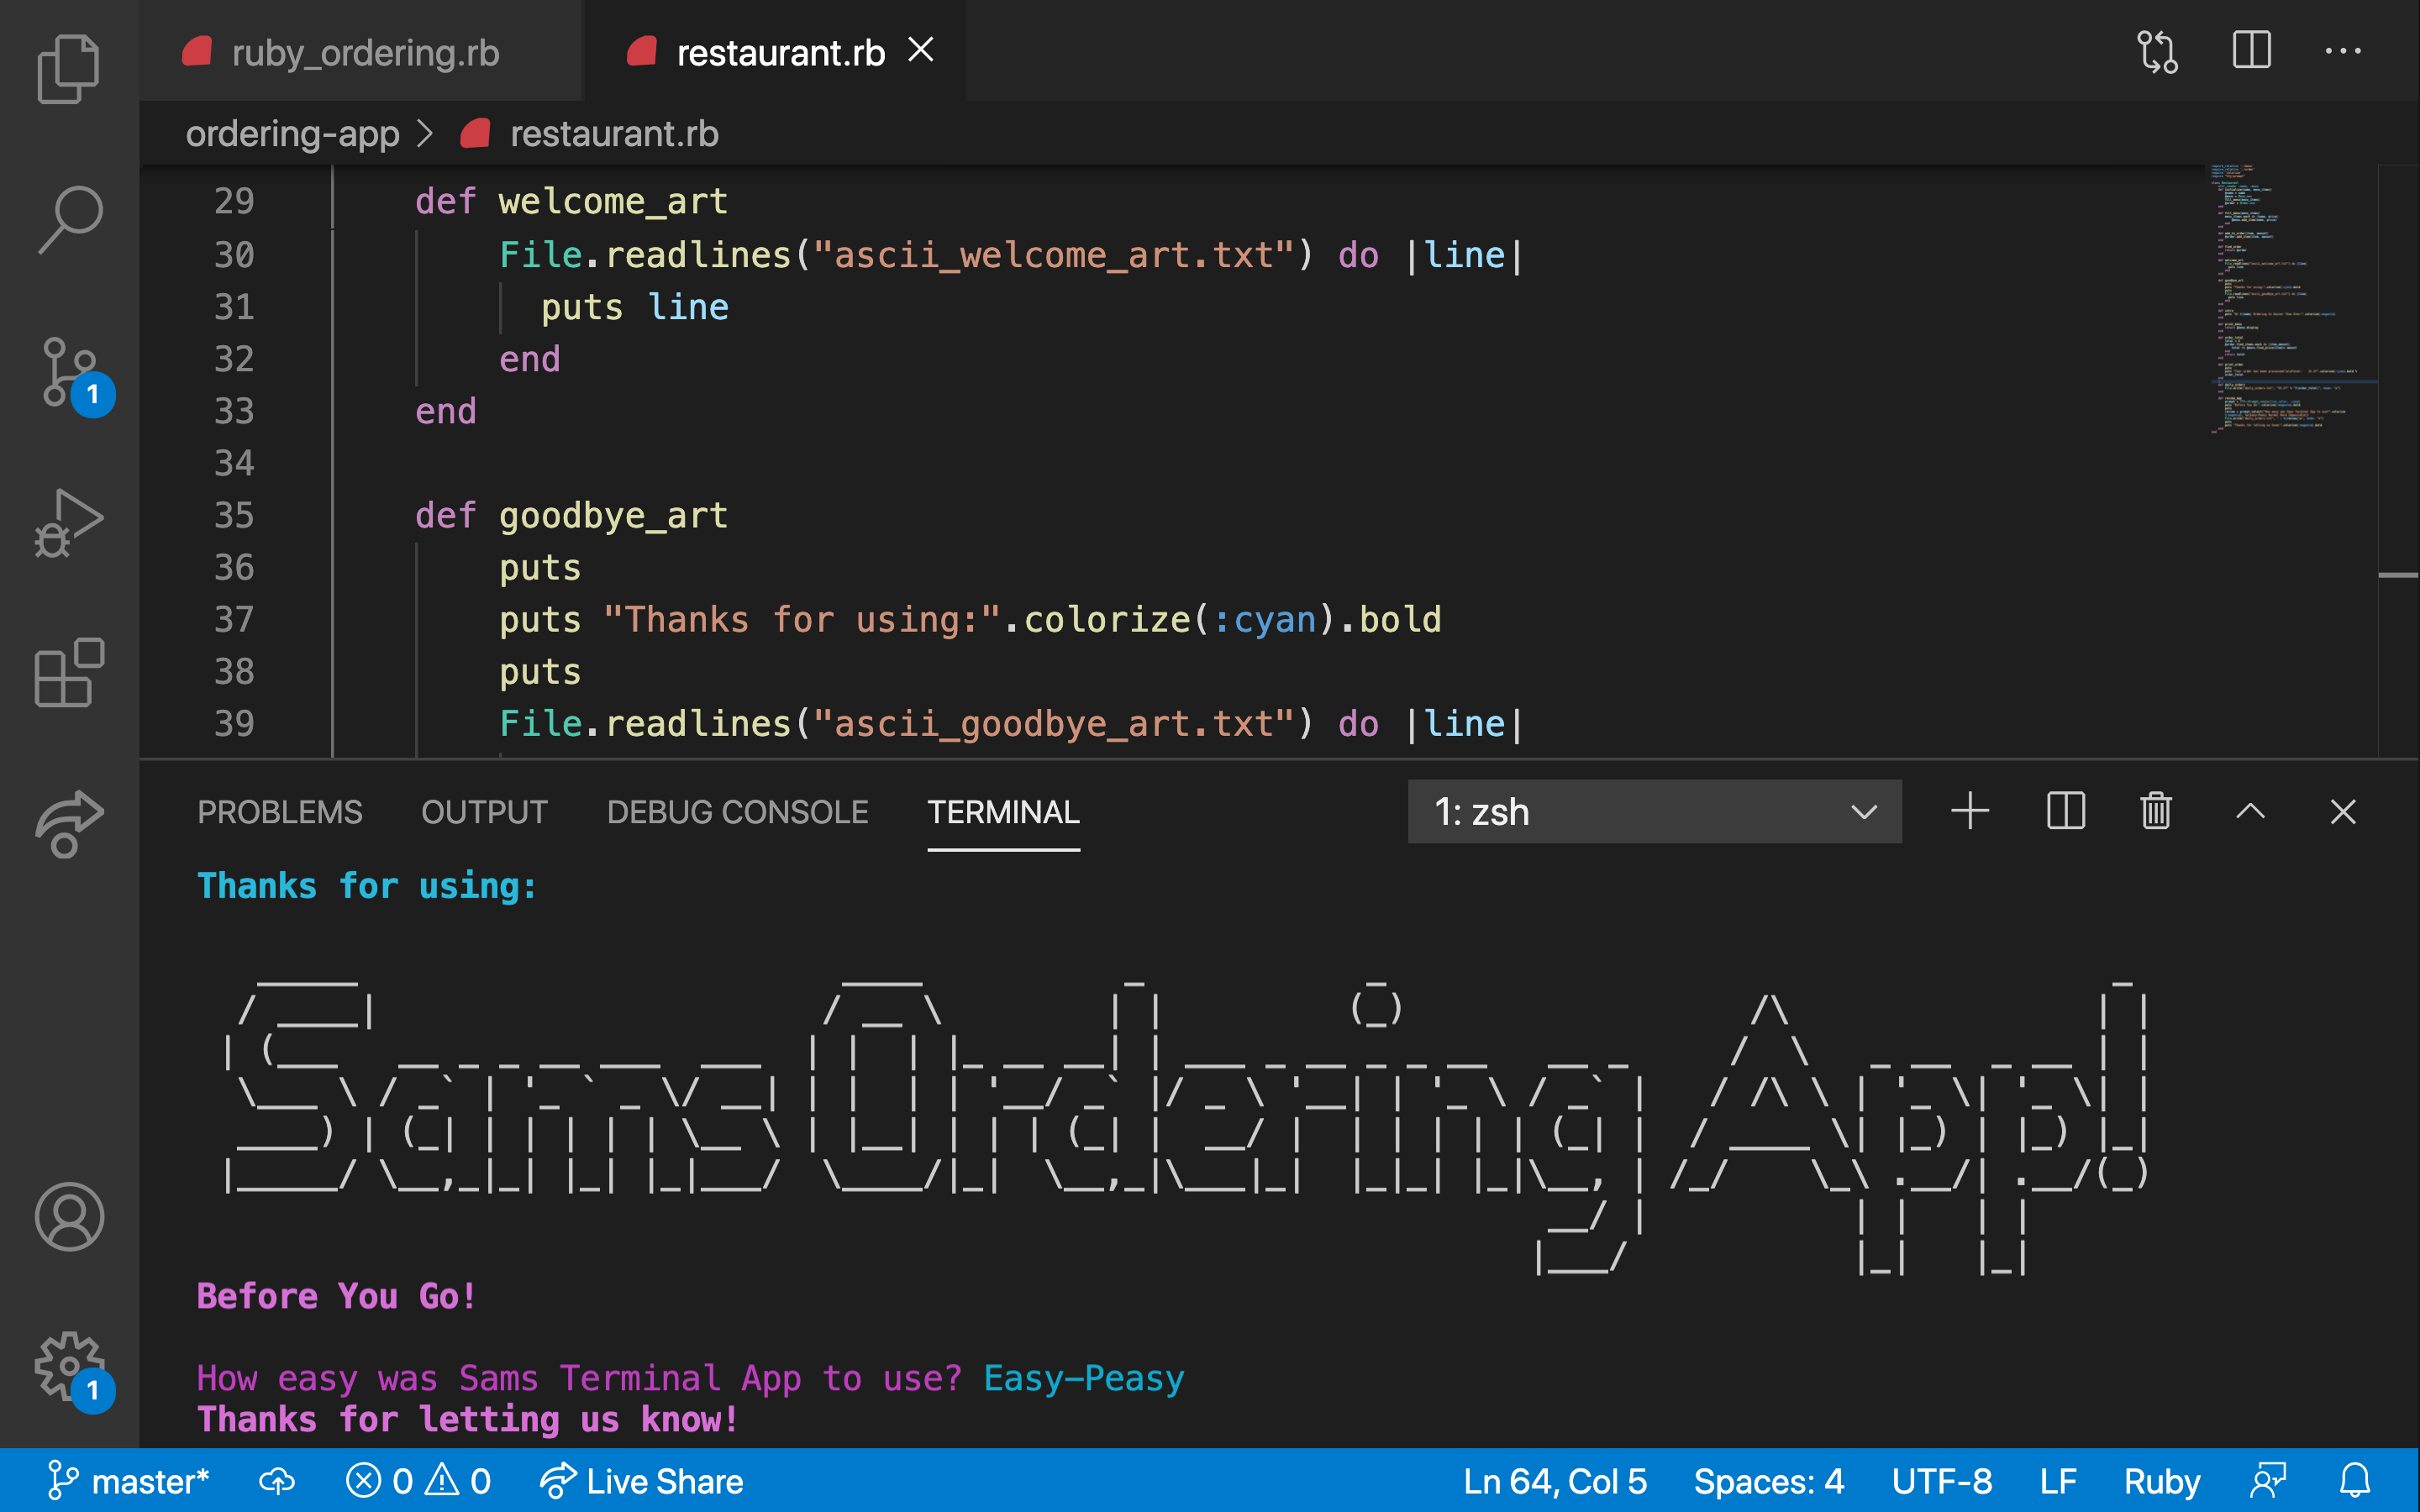 ruby_ordering.rb
restaurant.rb
ordering-app > restaurant.rb
29 def welcome_art
30 File.readlines("ascii_welcome_art.txt") do |line|
31 puts line
32 end
33 end
34
35 def goodbye_art
36 puts
37 puts "Thanks for using:".colorize(:cyan).bold
38 puts
39 File.readlines("ascii_goodbye_art.txt") do |line|
1
PROBLEMS OUTPUT DEBUG CONSOLE TERMINAL 1: zsh
Thanks for using:
Sams Ordering App!
Before You Go!
How easy was Sams Terminal App to use? Easy-Peasy
Thanks for letting us know!
1
master* 0 0 Live Share Ln 64, Col 5 Spaces: 4 UTF-8 LF Ruby